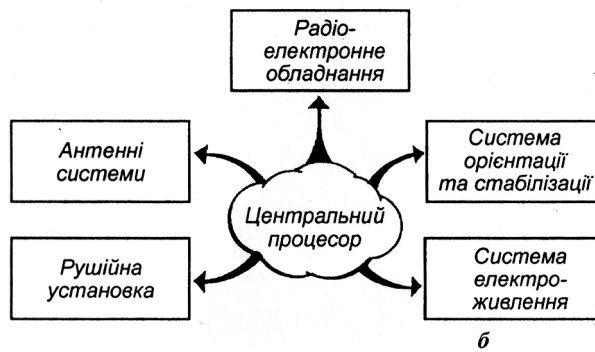 Радіо-
електронне
обладнання
Антенні
системи
Система
орієнтації
та стабілізації
Центральний
процесор
Рушійна
установка
Система
електро-
живлення
б